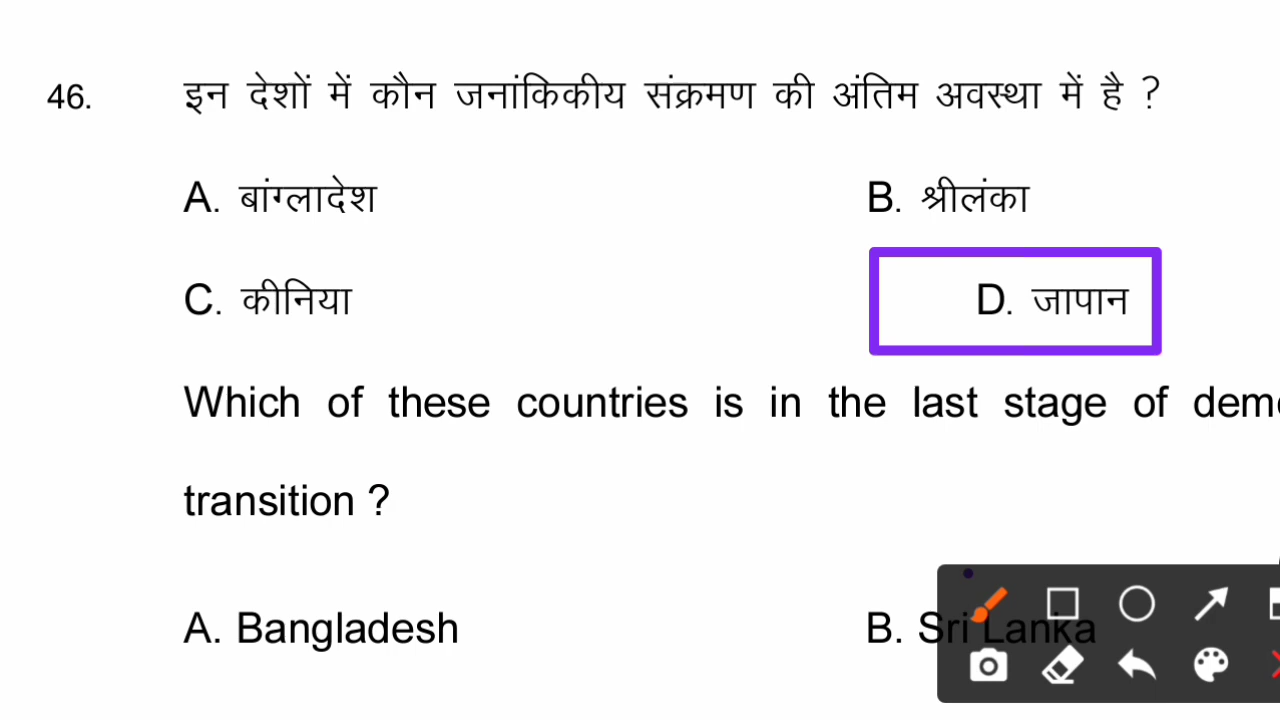 46. इन देशों में कौन जनांकिकीय संक्रमण की अंतिम अवस्था में है ?
A. बांग्लादेश B. श्रीलंका
C. कीनिया D. जापान
Which of these countries is in the last stage of
transition ?
A. Bangladesh B. Sri Lanka